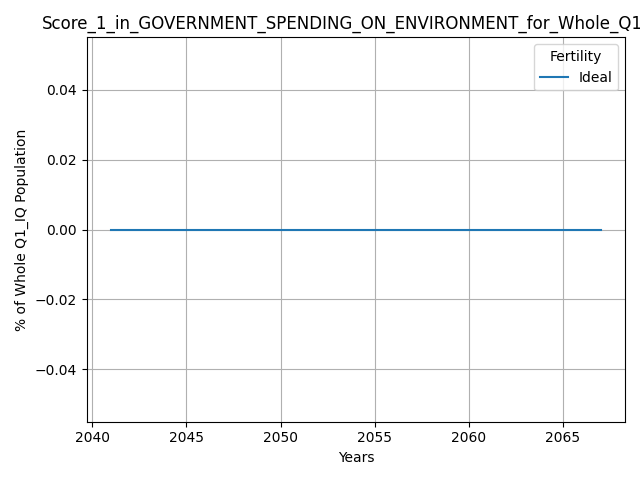 Score_1_in_GOVERNMENT_SPENDING_ON_ENVIRONMENT_for_Whole_Q1
Fertility
Ideal
0.04
0.02
0.00
−0.02
−0.04
% of Whole Q1_IQ Population
2040 2045 2050 2055 2060 2065
Years